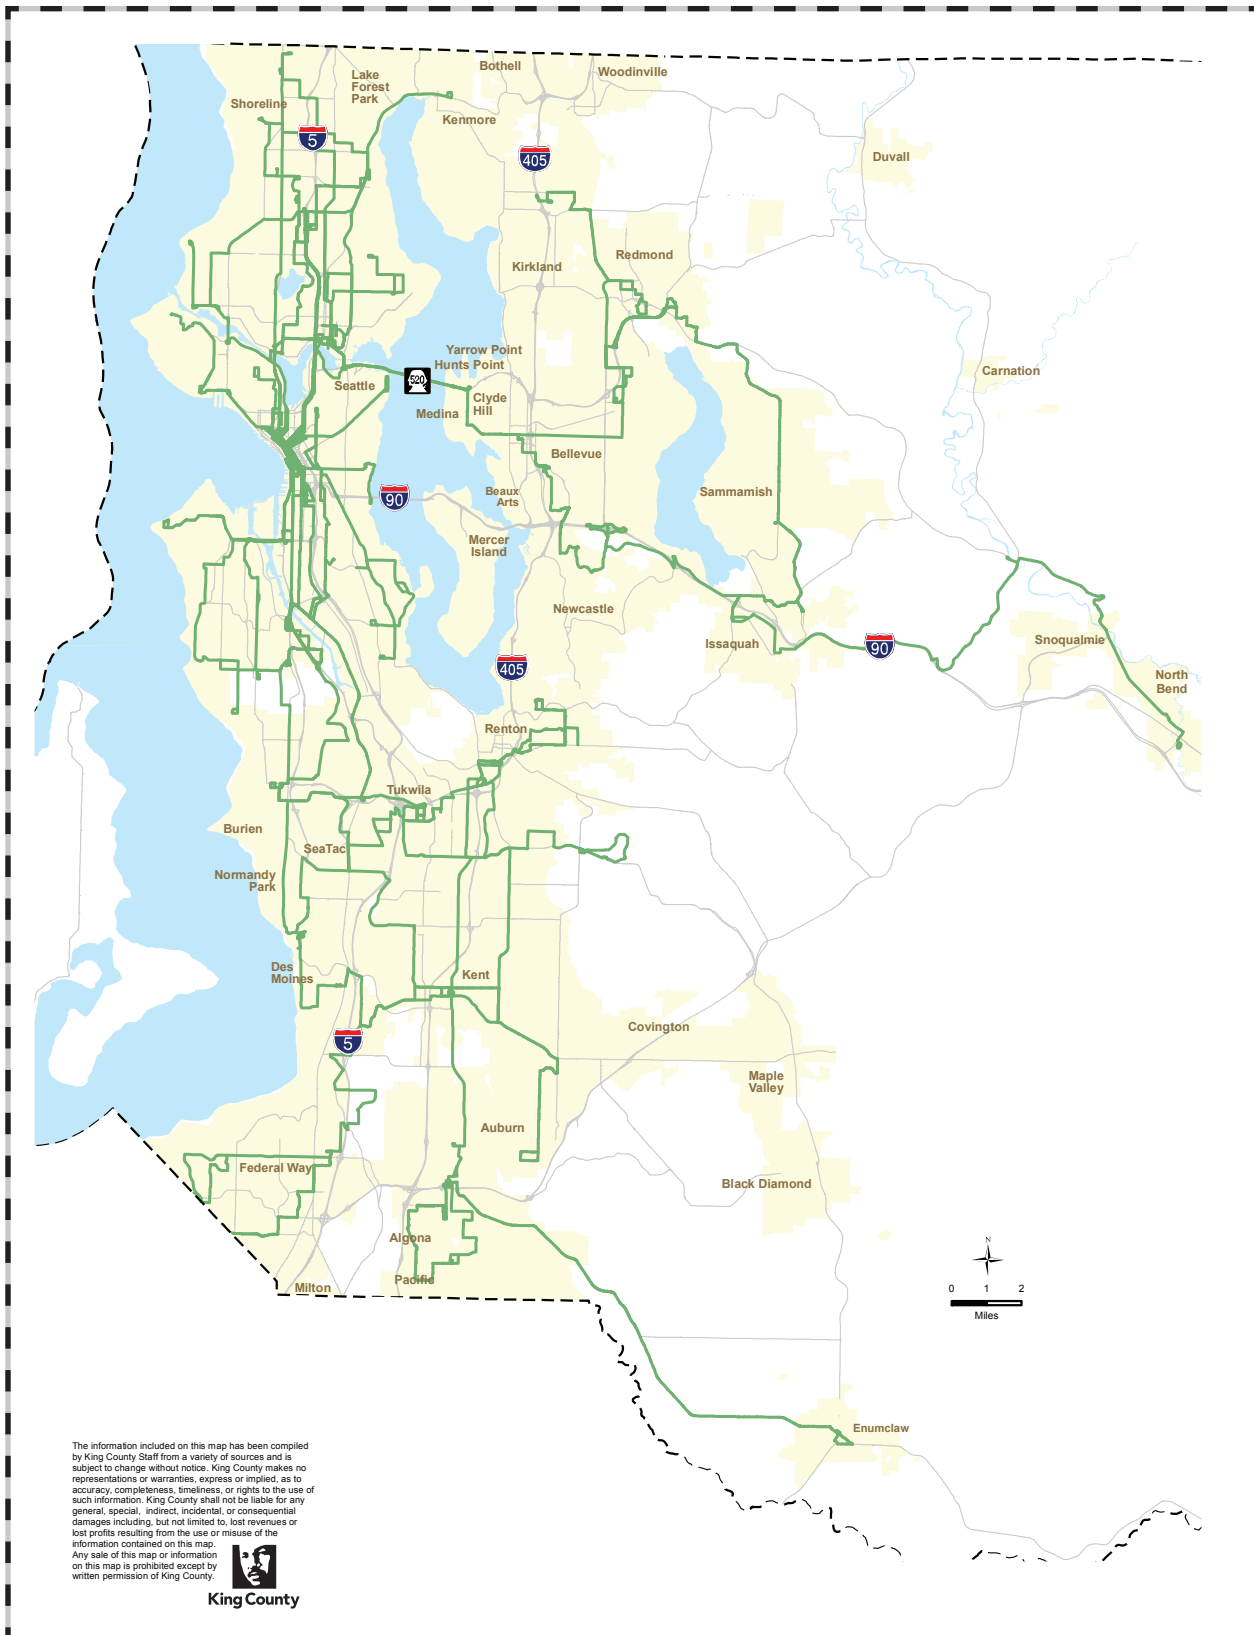 Bothell
Woodinville
Lake
Forest
Park
Shoreline
Kenmore
5
405
Duvall
Redmond
Kirkland
Yarrow Point
Hunts Point
Carnation
520
Seattle
Clyde
Hill
Medina
Bellevue
Beaux
Arts
90
Sammamish
Mercer
Island
Newcastle
Issaquah
90
Snoqualmie
405
North
Bend
Renton
Tukwila
Burien
SeaTac
Normandy
Park
Des
Moines
Kent
Covington
5
Maple
Valley
Auburn
Federal Way
Black Diamond
Algona
Pacific
Milton
N
0 1 2
Miles
Enumclaw
The information included on this map has been compiled
by King County Staff from a variety of sources and is
subject to change without notice. King County makes no
representations or warranties, express or implied, as to
accuracy, completeness, timeliness, or rights to the use of
such information. King County shall not be liable for any
general, special, indirect, incidental, or consequential
damages including, but not limited to, lost revenues or
lost profits resulting from the use or misuse of the
information contained on this map.
Any sale of this map or information
on this map is prohibited except by
written permission of King County.
King County